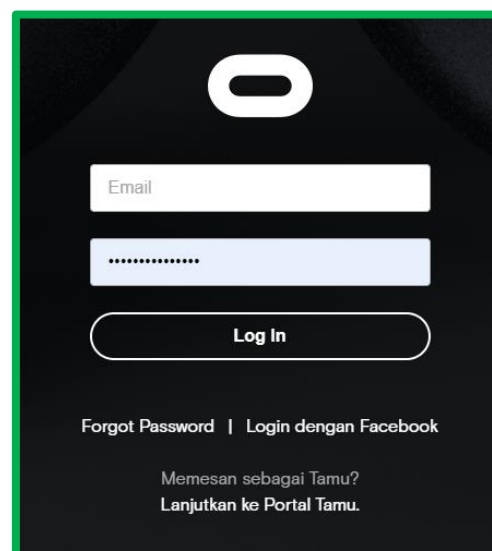 Email
•••••••••••••••
Log In
Forgot Password | Login dengan Facebook
Memesan sebagai Tamu?
Lanjutkan ke Portal Tamu.